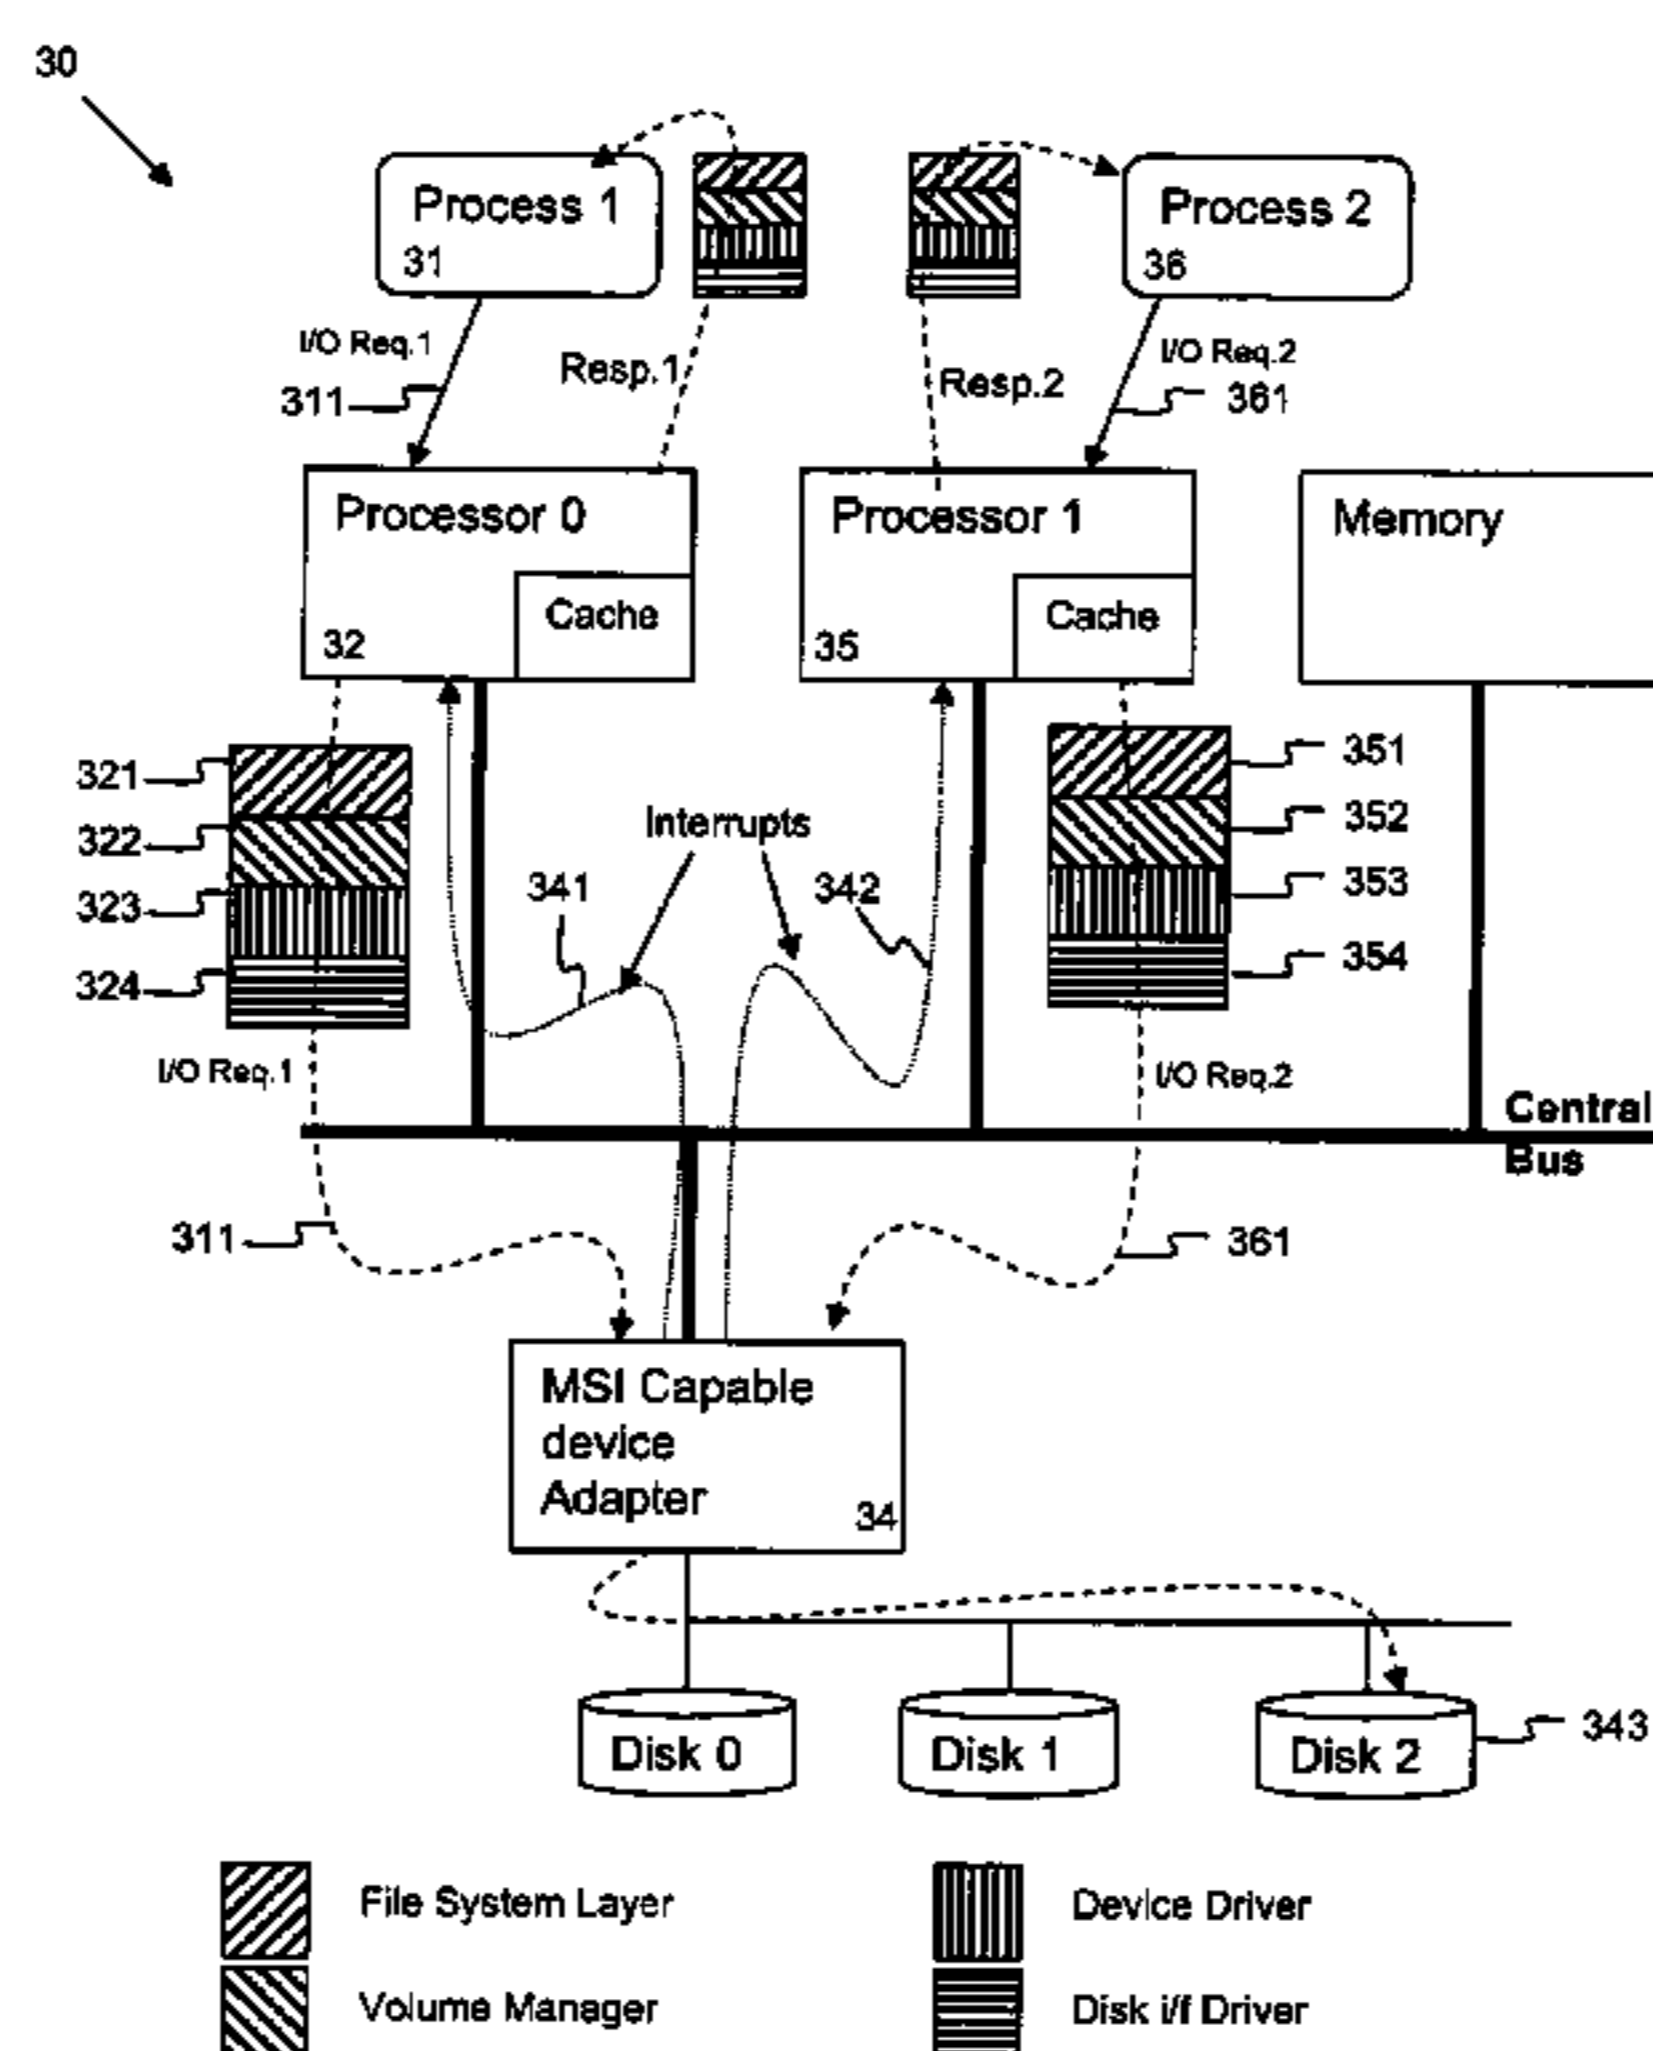 30
Process 1
31
Process 2
36
I/O Req.1
311
Resp.1
Resp.2
I/O Req.2
361
Processor 0
Cache
32
Processor 1
Cache
35
Memory
321
322
323
324
Interrupts
341
342
351
352
353
354
I/O Req.1
I/O Req.2
Central
Bus
311
361
MSI Capable
device
Adapter
34
Disk 0
Disk 1
Disk 2
343
File System Layer
Device Driver
Volume Manager
Disk i/f Driver